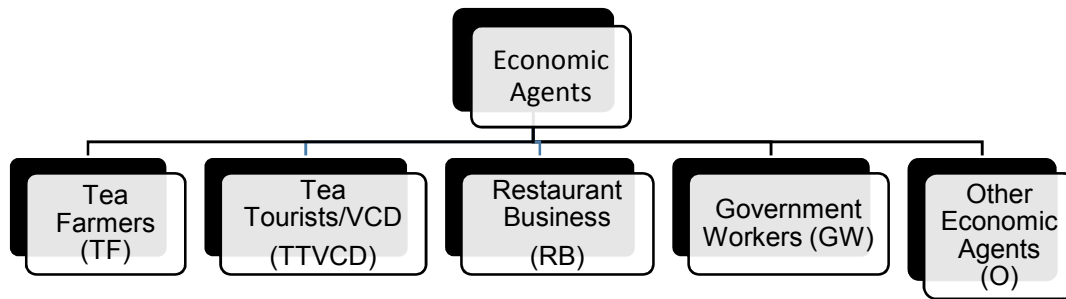 Economic
Agents
Tea
Farmers
(TF)
Tea
Tourists/VCD
(TTVCD)
Restaurant
Business
(RB)
Government
Workers (GW)
Other
Economic
Agents
(O)